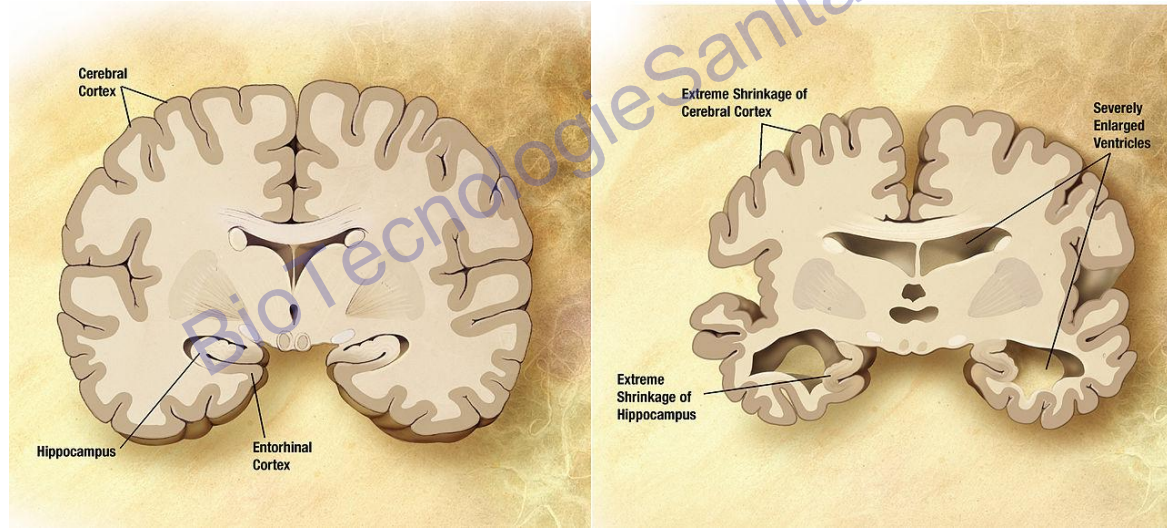 Cerebral
Cortex
Hippocampus
Entorhinal
Cortex
Extreme Shrinkage of
Cerebral Cortex
Severely
Enlarged
Ventricles
Extreme
Shrinkage of
Hippocampus
BioTecnologieSanita